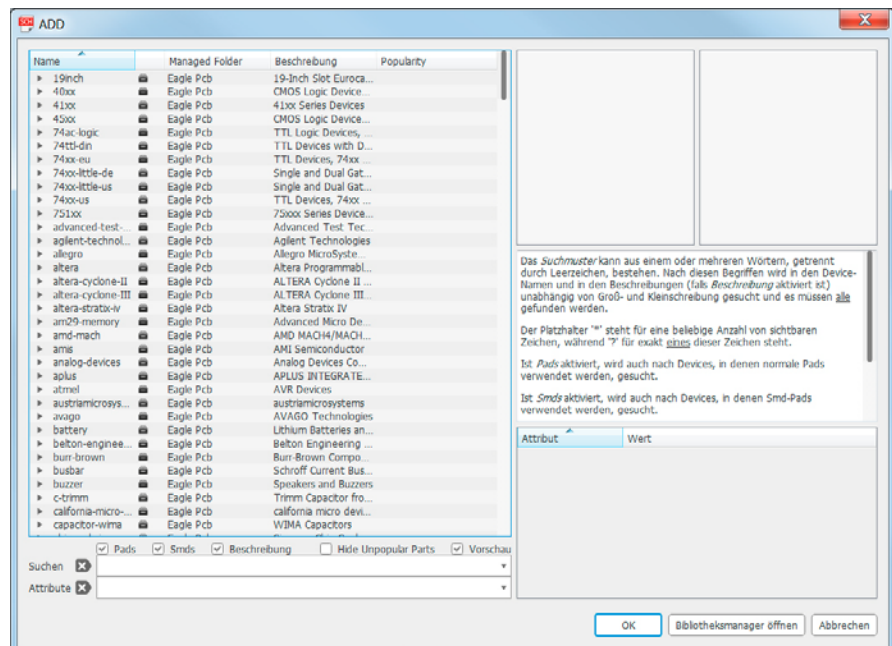 ADD
Name Managed Folder Beschreibung Popularity
19inch Eagle Pcb 19-Inch Slot Euroca...
40xx Eagle Pcb CMOS Logic Device...
41xx Eagle Pcb 41xx Series Devices
45xx Eagle Pcb CMOS Logic Device...
74ac-logic Eagle Pcb TTL Logic Devices, ...
74ttl-din Eagle Pcb TTL Devices with D...
74xx-eu Eagle Pcb TTL Devices, 74xx ...
74xx-little-de Eagle Pcb Single and Dual Gat...
74xx-little-us Eagle Pcb Single and Dual Gat...
74xx-us Eagle Pcb TTL Devices, 74xx ...
751xx Eagle Pcb 75xxx Series Device...
advanced-test-... Eagle Pcb Advanced Test Tec...
agilent-technol... Eagle Pcb Agilent Technologies
allegro Eagle Pcb Allegro MicroSyste...
altera Eagle Pcb Altera Programmabl...
altera-cyclone-II Eagle Pcb ALTERA Cyclone II ...
altera-cyclone-III Eagle Pcb ALTERA Cyclone III...
altera-stratix-iv Eagle Pcb Altera Stratix IV
am29-memory Eagle Pcb Advanced Micro De...
amd-mach Eagle Pcb AMD MACH4/MACH...
amis Eagle Pcb AMI Semiconductor
analog-devices Eagle Pcb Analog Devices Co...
aplus Eagle Pcb APLUS INTEGRATE...
atmel Eagle Pcb AVR Devices
austriamicrosys... Eagle Pcb austriamicrosystems
avago Eagle Pcb AVAGO Technologies
battery Eagle Pcb Lithium Batteries an...
belton-enginee... Eagle Pcb Belton Engineering ...
burr-brown Eagle Pcb Burr-Brown Compo...
busbar Eagle Pcb Schroff Current Bus...
buzzer Eagle Pcb Speakers and Buzzers
c-trimm Eagle Pcb Trimm Capacitor fro...
california-micro-... Eagle Pcb california micro devi...
capacitor-wima Eagle Pcb WIMA Capacitors
Pads Smds Beschreibung Hide Unpopular Parts Vorschau
Suchen
Attribute
Das Suchmuster kann aus einem oder mehreren Wörtern, getrennt
durch Leerzeichen, bestehen. Nach diesen Begriffen wird in den Device-
Namen und in den Beschreibungen (falls Beschreibung aktiviert ist)
unabhängig von Groß- und Kleinschreibung gesucht und es müssen alle
gefunden werden.
Der Platzhalter '*' steht für eine beliebige Anzahl von sichtbaren
Zeichen, während '?' für exakt eines dieser Zeichen steht.
Ist Pads aktiviert, wird auch nach Devices, in denen normale Pads
verwendet werden, gesucht.
Ist Smds aktiviert, wird auch nach Devices, in denen Smd-Pads
verwendet werden, gesucht.
Attribut Wert
OK Bibliotheksmanager öffnen Abbrechen